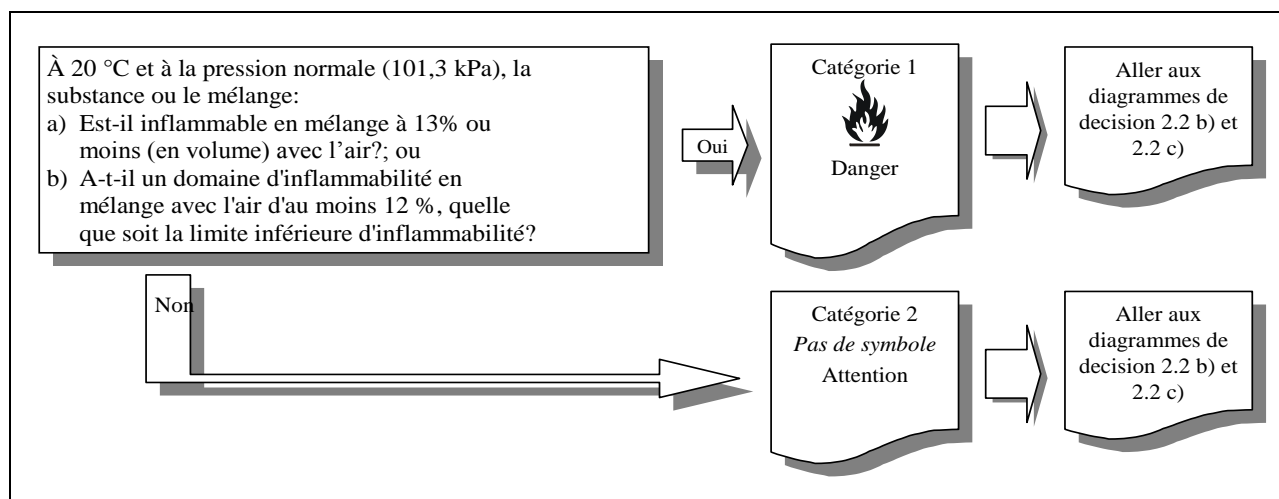 À 20 °C et à la pression normale (101,3 kPa), la
substance ou le mélange:
a) Est-il inflammable en mélange à 13% ou
moins (en volume) avec l’air?; ou
b) A-t-il un domaine d'inflammabilité en
mélange avec l'air d'au moins 12 %, quelle
que soit la limite inférieure d'inflammabilité?
Oui
Catégorie 1
Danger
Aller aux
diagrammes de
decision 2.2 b) et
2.2 c)
Non
Catégorie 2
Pas de symbole
Attention
Aller aux
diagrammes de
decision 2.2 b) et
2.2 c)